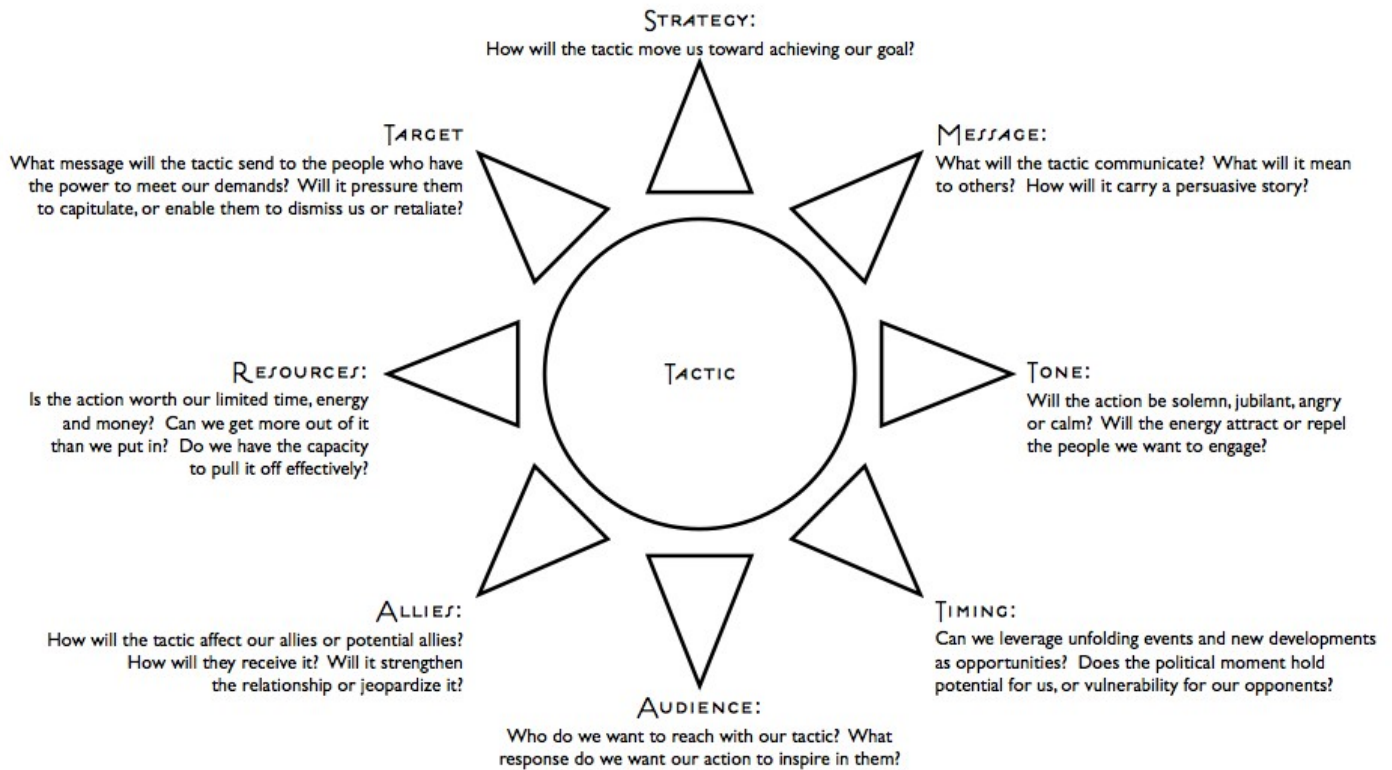 STRATEGY:
How will the tactic move us toward achieving our goal?
MESSAGE:
What will the tactic communicate? What will it mean
to others? How will it carry a persuasive story?
TONE:
Will the action be solemn, jubilant, angry
or calm? Will the energy attract or repel
the people we want to engage?
TIMING:
Can we leverage unfolding events and new developments
as opportunities? Does the political moment hold
potential for us, or vulnerability for our opponents?
AUDIENCE:
Who do we want to reach with our tactic? What
response do we want our action to inspire in them?
ALLIES:
How will the tactic affect our allies or potential allies?
How will they receive it? Will it strengthen
the relationship or jeopardize it?
RESOURCES:
Is the action worth our limited time, energy
and money? Can we get more out of it
than we put in? Do we have the capacity
to pull it off effectively?
TARGET
What message will the tactic send to the people who have
the power to meet our demands? Will it pressure them
to capitulate, or enable them to dismiss us or retaliate?
TACTIC